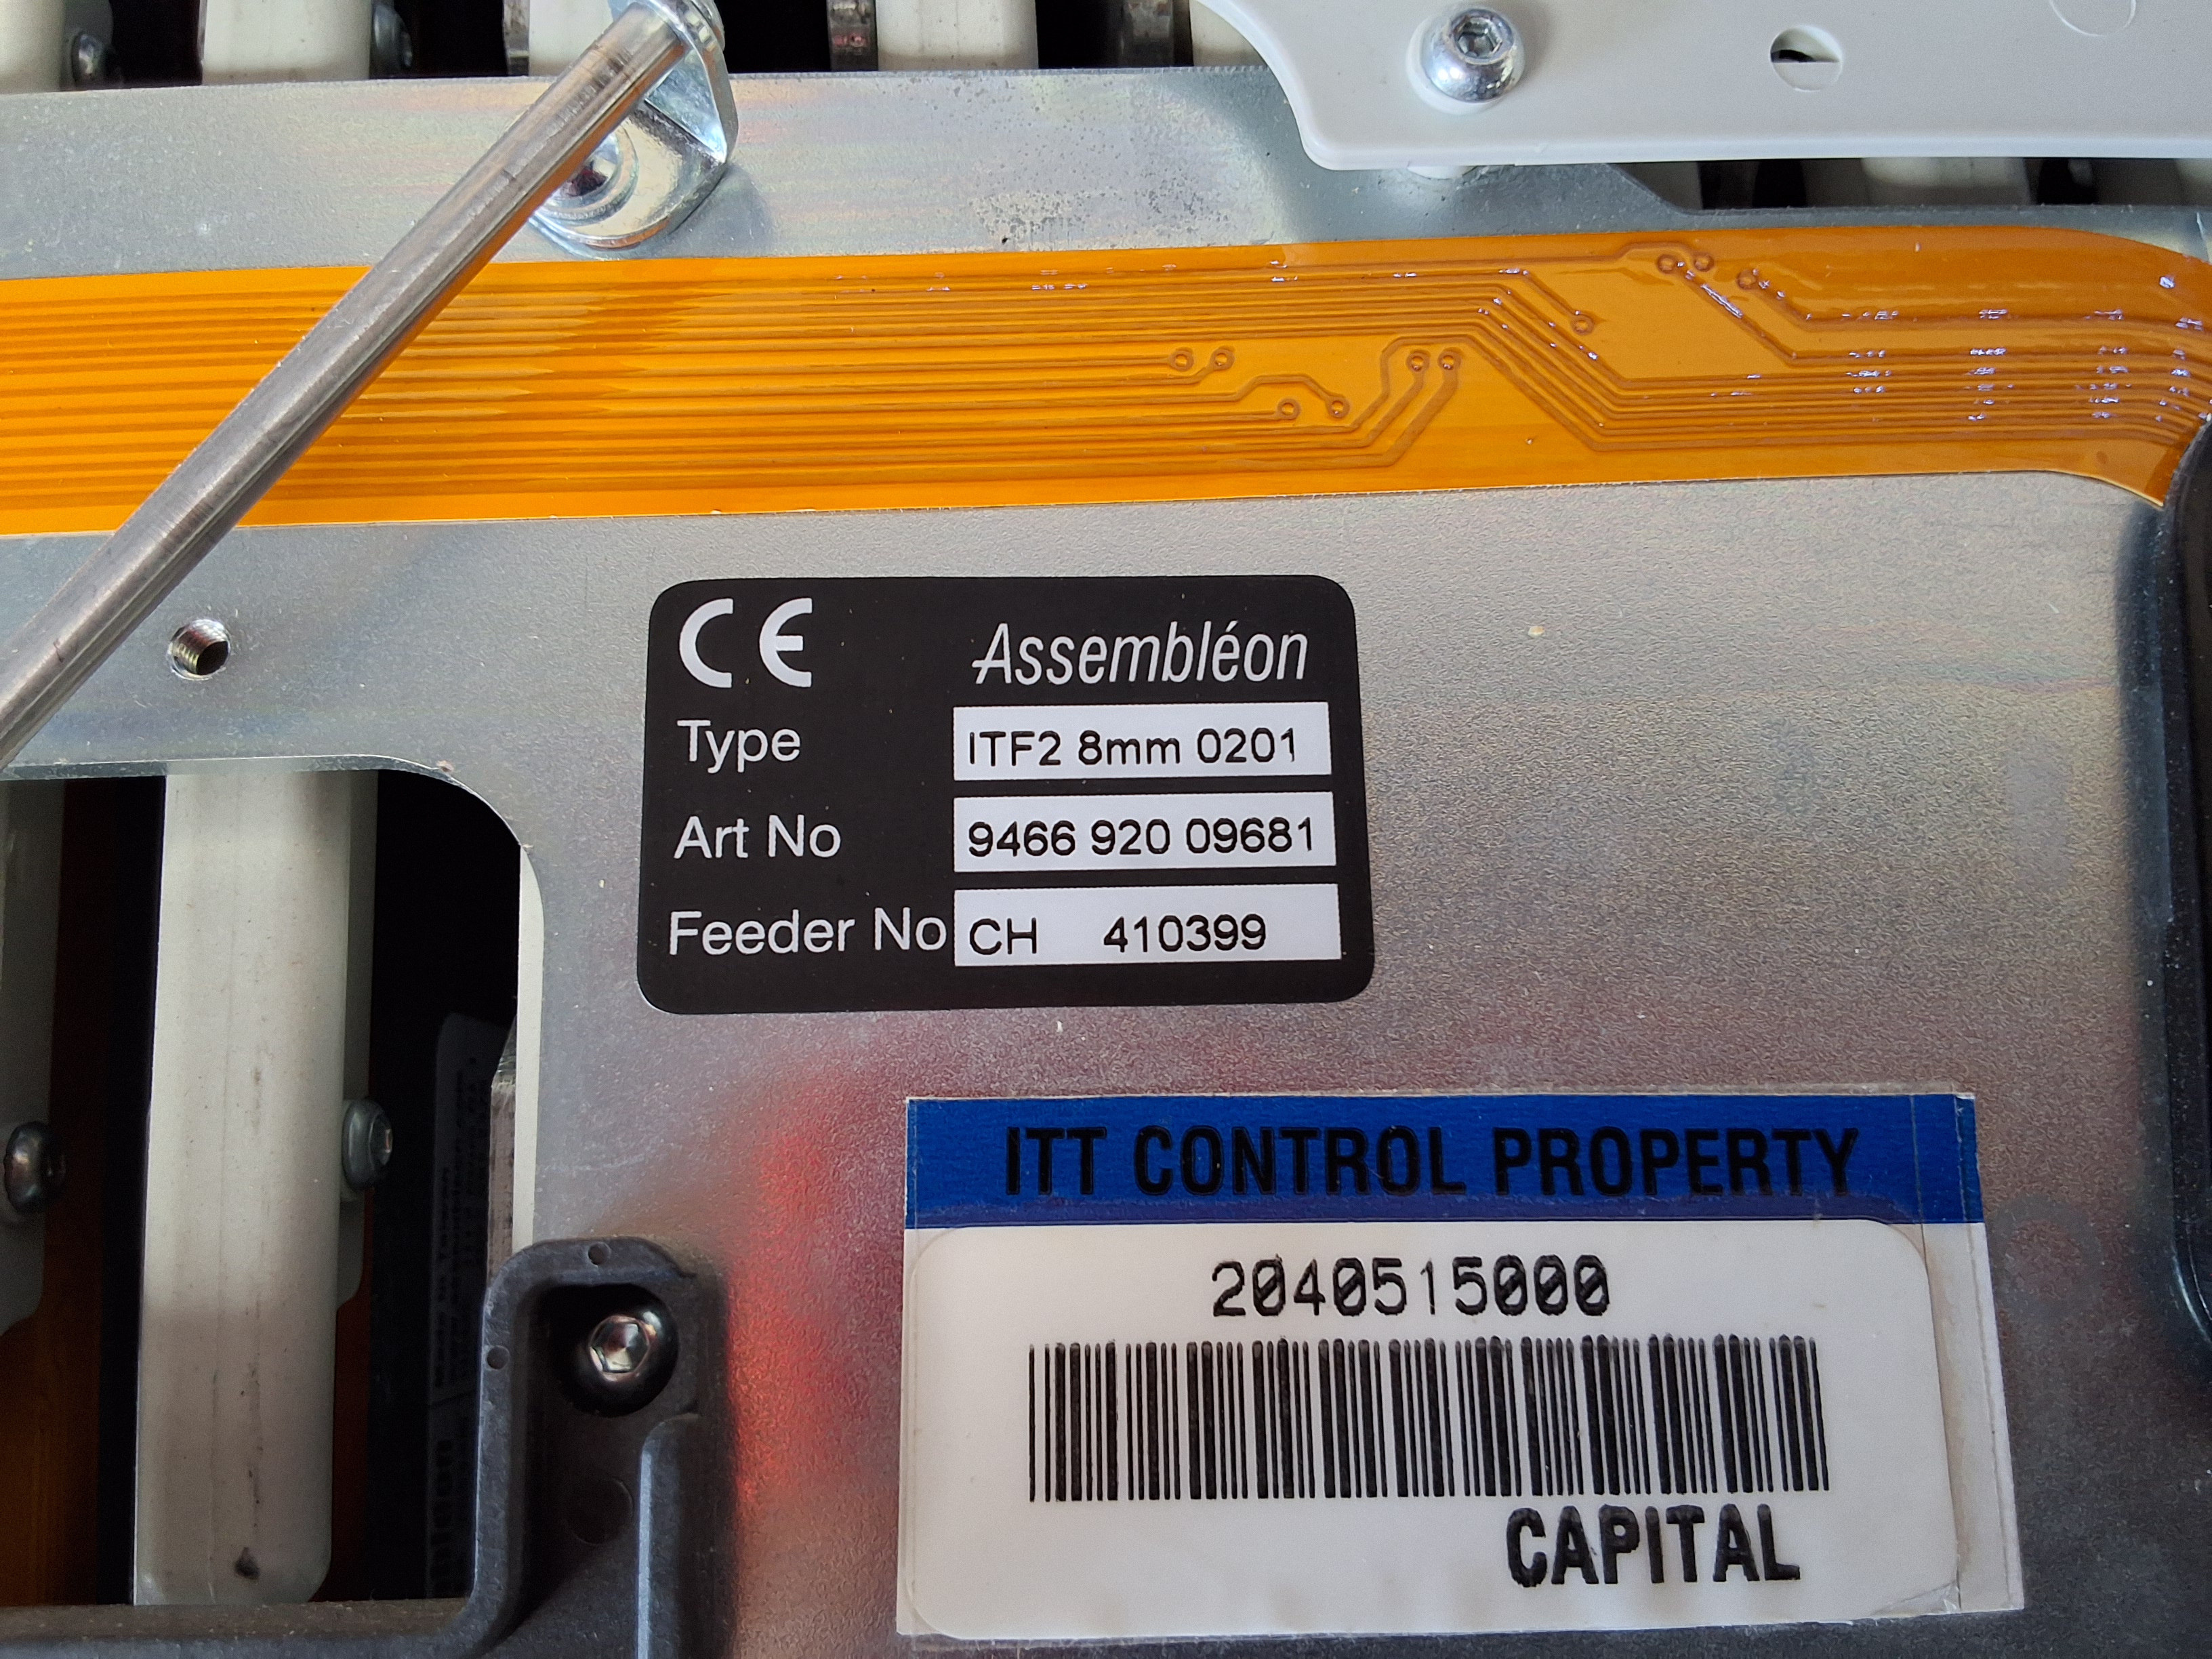 CE Assembléon
Type ITF2 8mm 0201
Art No 9466 920 09681
Feeder No CH 410399
ITT CONTROL PROPERTY
2040515000
CAPITAL